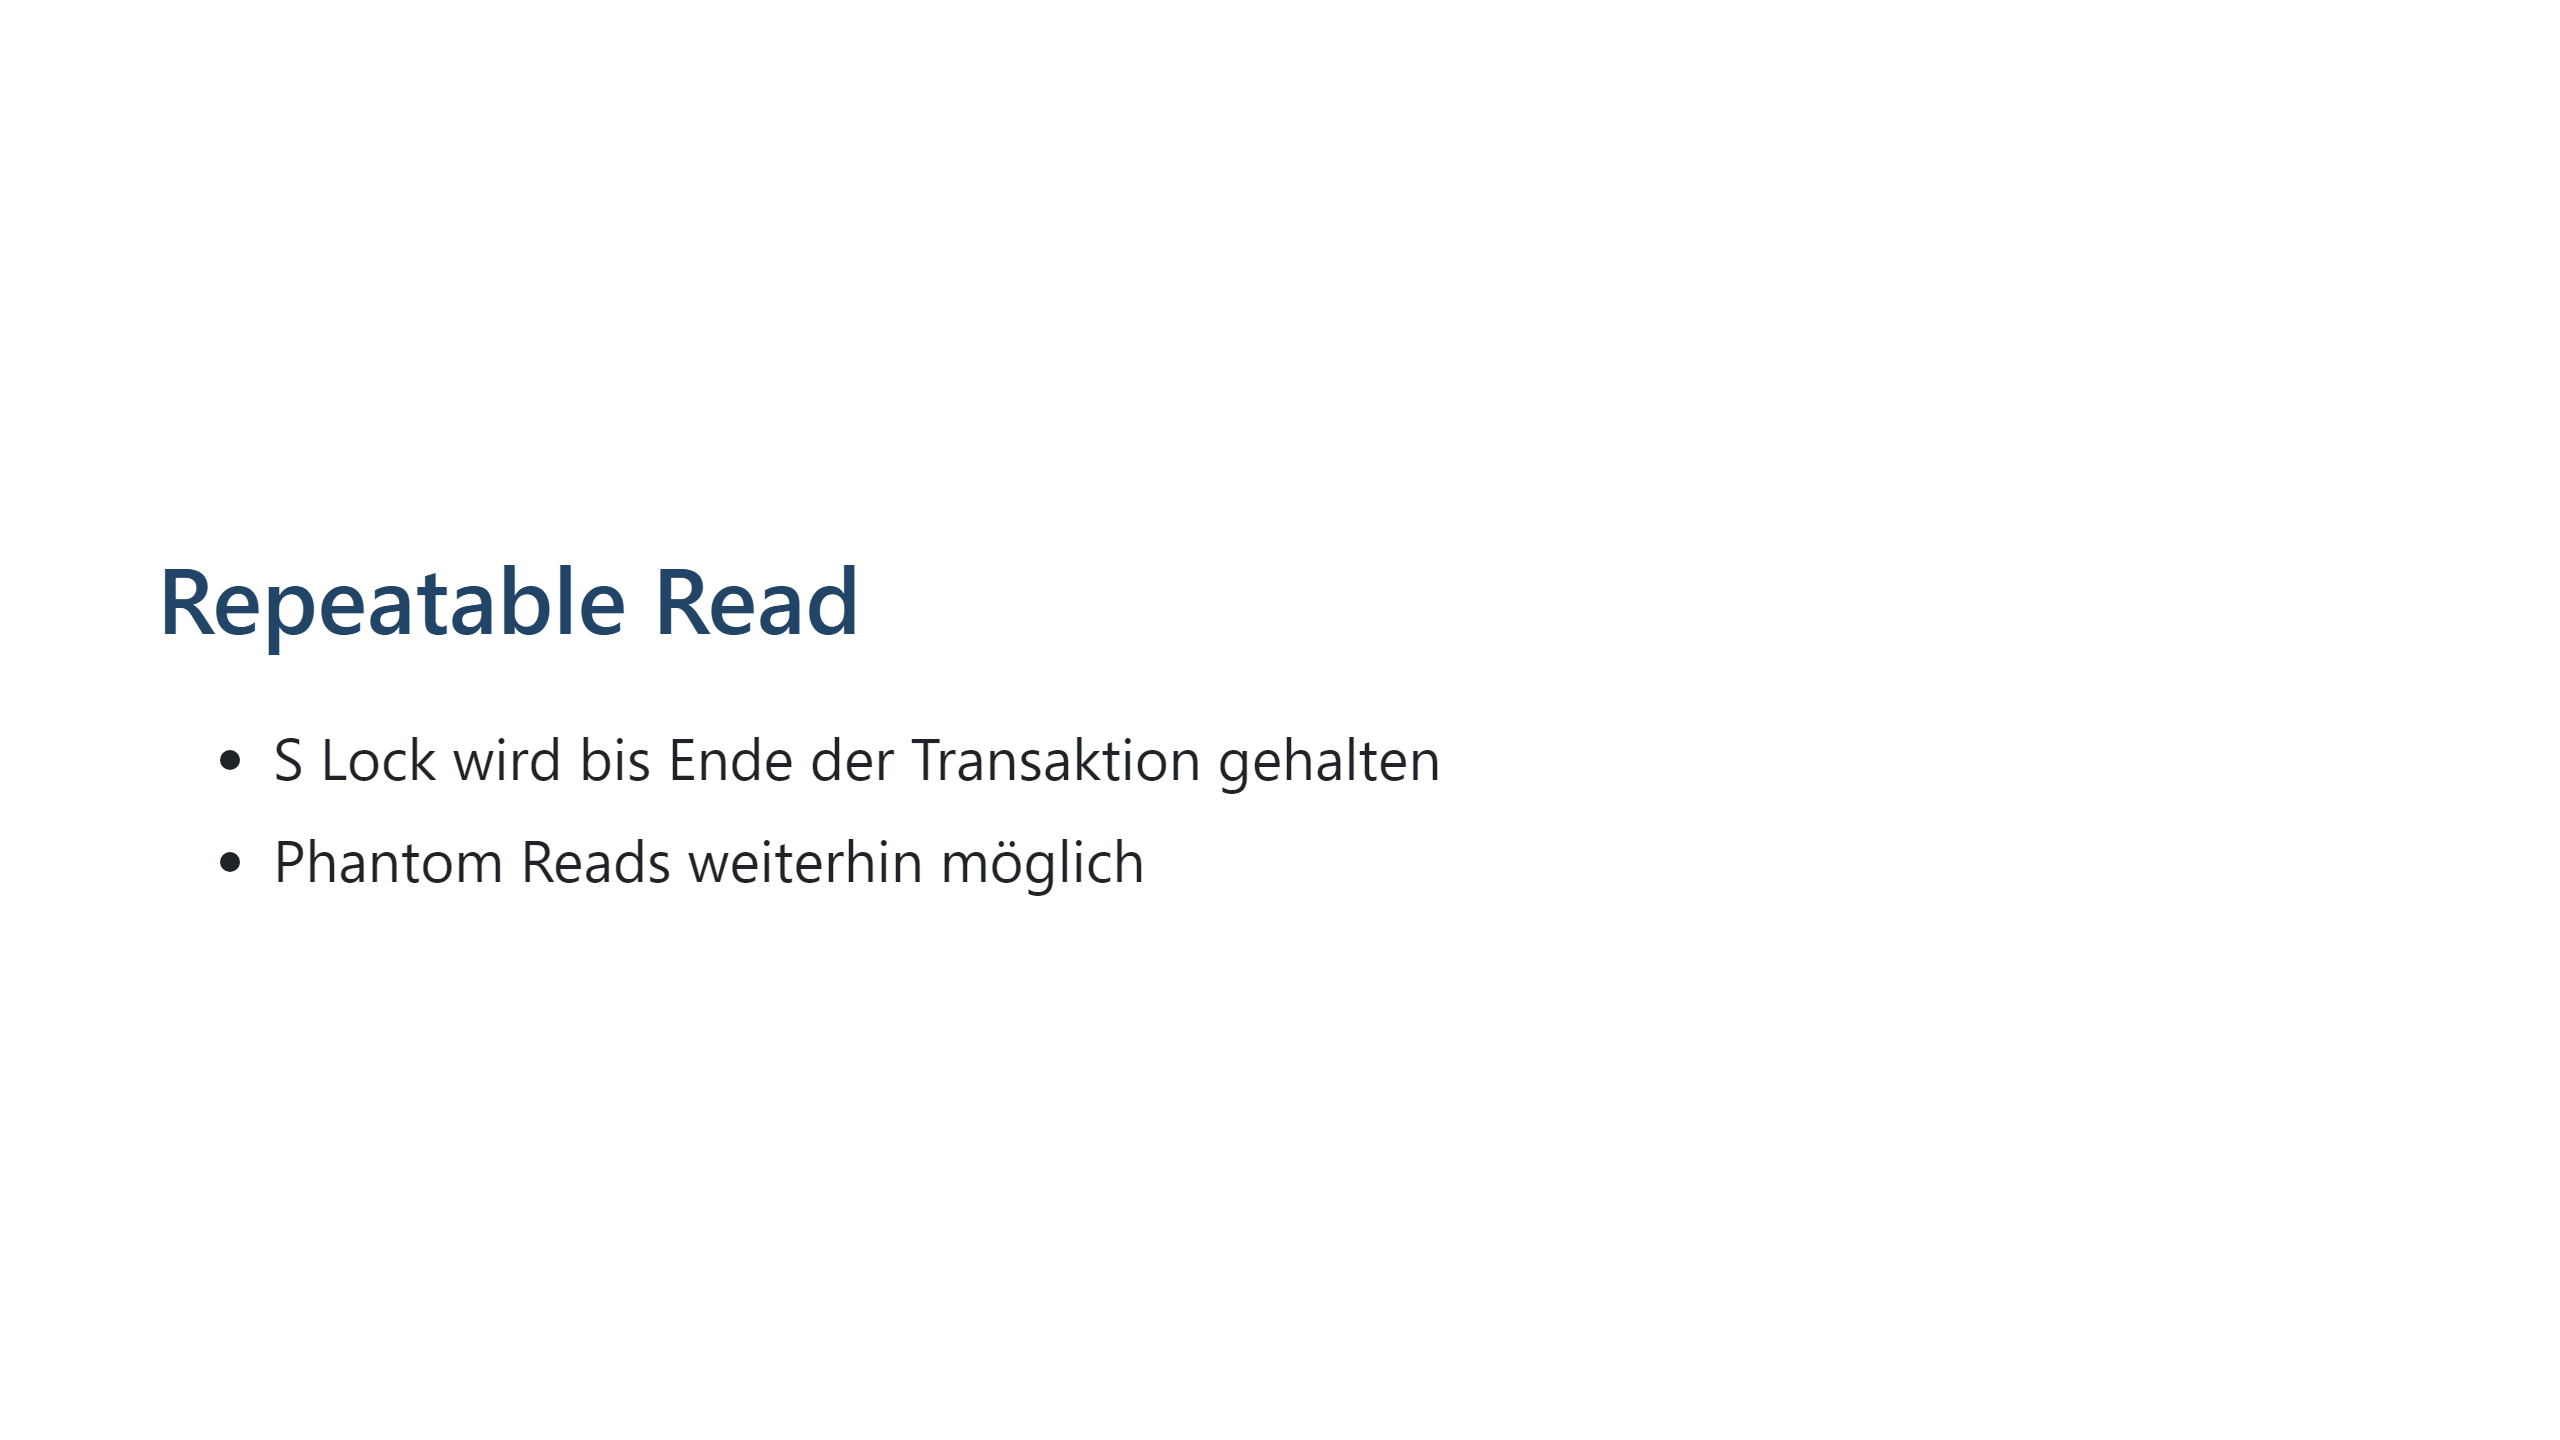 Repeatable Read
• S Lock wird bis Ende der Transaktion gehalten
• Phantom Reads weiterhin möglich